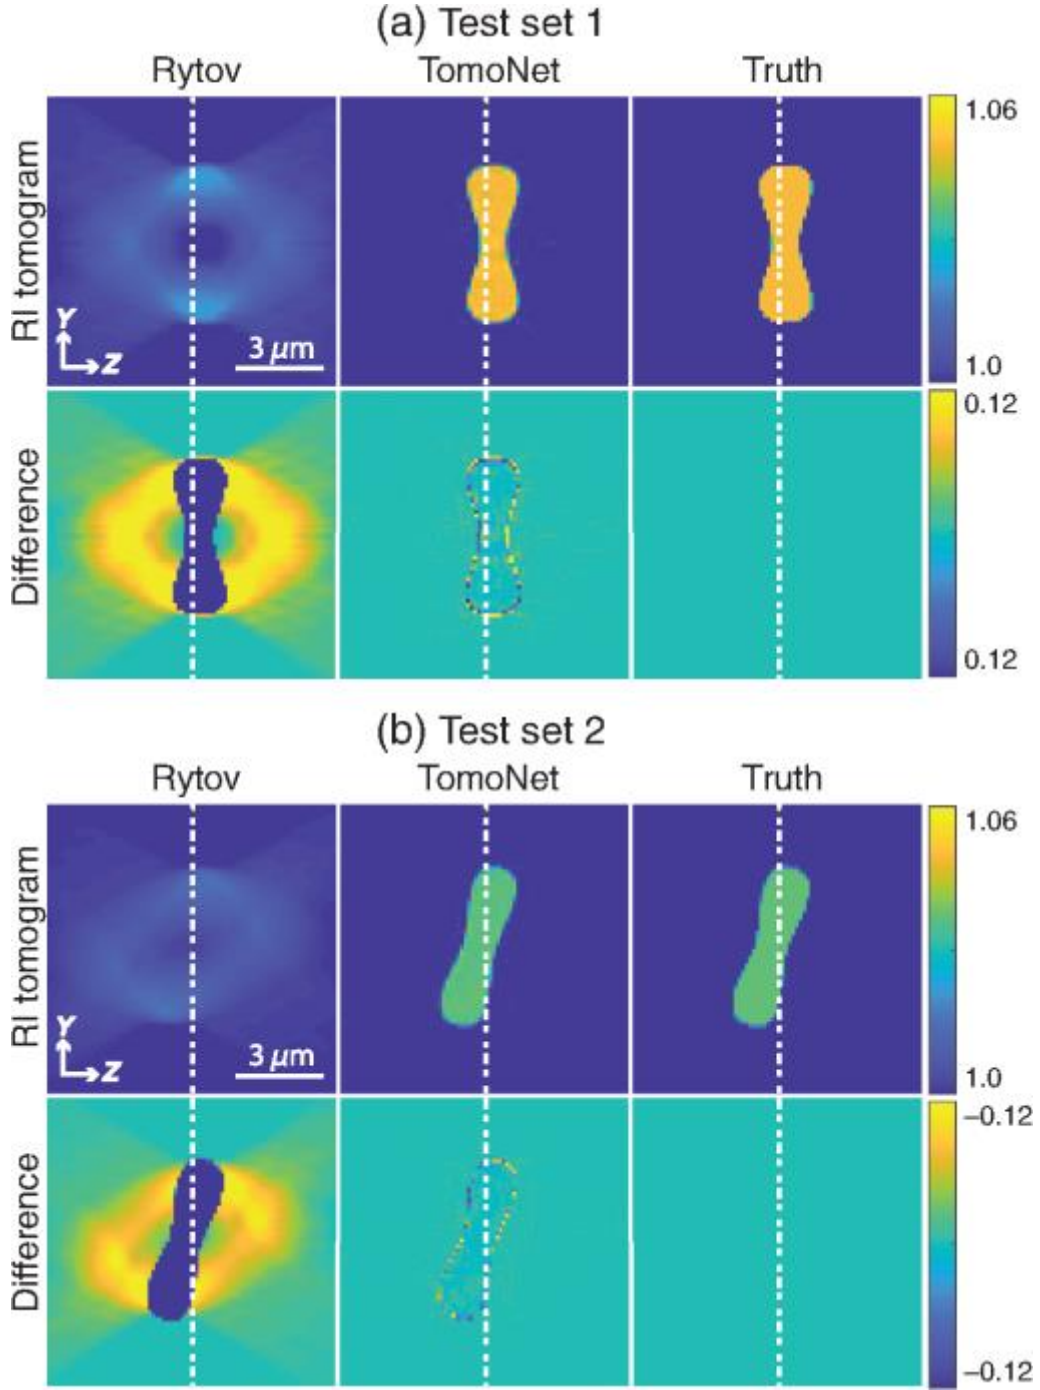 (a) Test set 1
Rytov TomoNet Truth
RI tomogram
1.06
Y
Z
3 μm
1.0
Difference
0.12
0.12
(b) Test set 2
Rytov TomoNet Truth
RI tomogram
1.06
Y
Z
3 μm
1.0
Difference
−0.12
−0.12